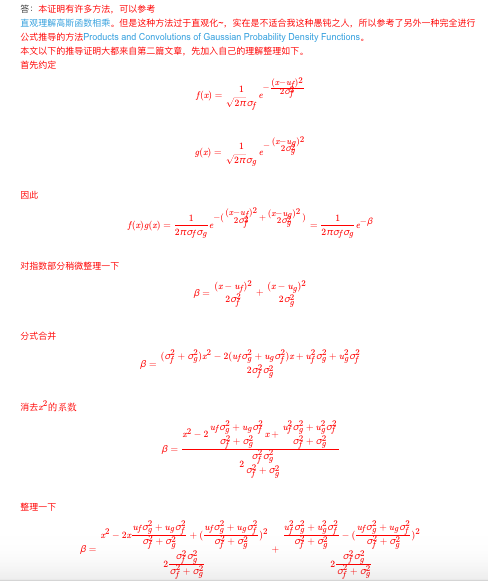 答：本证明有许多方法，可以参考
直观理解高斯函数相乘。但是这种方法过于直观化~，实在是不适合我这种愚钝之人，所以参考了另外一种完全进行
公式推导的方法Products and Convolutions of Gaussian Probability Density Functions。
本文以下的推导证明大都来自第二篇文章，先加入自己的理解整理如下。
首先约定
f(x) = \frac{1}{\sqrt{2\pi}\sigma_f} e^{-\frac{(x-u_f)^2}{2\sigma_f^2}}
g(x) = \frac{1}{\sqrt{2\pi}\sigma_g} e^{-\frac{(x-u_g)^2}{2\sigma_g^2}}
因此
f(x)g(x) = \frac{1}{2\pi\sigma_f\sigma_g} e^{-(\frac{(x-u_f)^2}{2\sigma_f^2}+\frac{(x-u_g)^2}{2\sigma_g^2})} = \frac{1}{2\pi\sigma_f\sigma_g} e^{-\beta}
对指数部分稍微整理一下
\beta = \frac{(x-u_f)^2}{2\sigma_f^2} + \frac{(x-u_g)^2}{2\sigma_g^2}
分式合并
\beta = \frac{(\sigma_f^2+\sigma_g^2)x^2-2(u_f\sigma_g^2+u_g\sigma_f^2)x+u_f^2\sigma_g^2+u_g^2\sigma_f^2}{2\sigma_f^2\sigma_g^2}
消去x^2的系数
\beta = \frac{x^2-2\frac{u_f\sigma_g^2+u_g\sigma_f^2}{\sigma_f^2+\sigma_g^2}x+\frac{u_f^2\sigma_g^2+u_g^2\sigma_f^2}{\sigma_f^2+\sigma_g^2}}{2\frac{\sigma_f^2\sigma_g^2}{\sigma_f^2+\sigma_g^2}}
整理一下
\beta = \frac{x^2-2x\frac{u_f\sigma_g^2+u_g\sigma_f^2}{\sigma_f^2+\sigma_g^2}+(\frac{u_f\sigma_g^2+u_g\sigma_f^2}{\sigma_f^2+\sigma_g^2})^2}{2\frac{\sigma_f^2\sigma_g^2}{\sigma_f^2+\sigma_g^2}} + \frac{\frac{u_f^2\sigma_g^2+u_g^2\sigma_f^2}{\sigma_f^2+\sigma_g^2}-(\frac{u_f\sigma_g^2+u_g\sigma_f^2}{\sigma_f^2+\sigma_g^2})^2}{2\frac{\sigma_f^2\sigma_g^2}{\sigma_f^2+\sigma_g^2}}